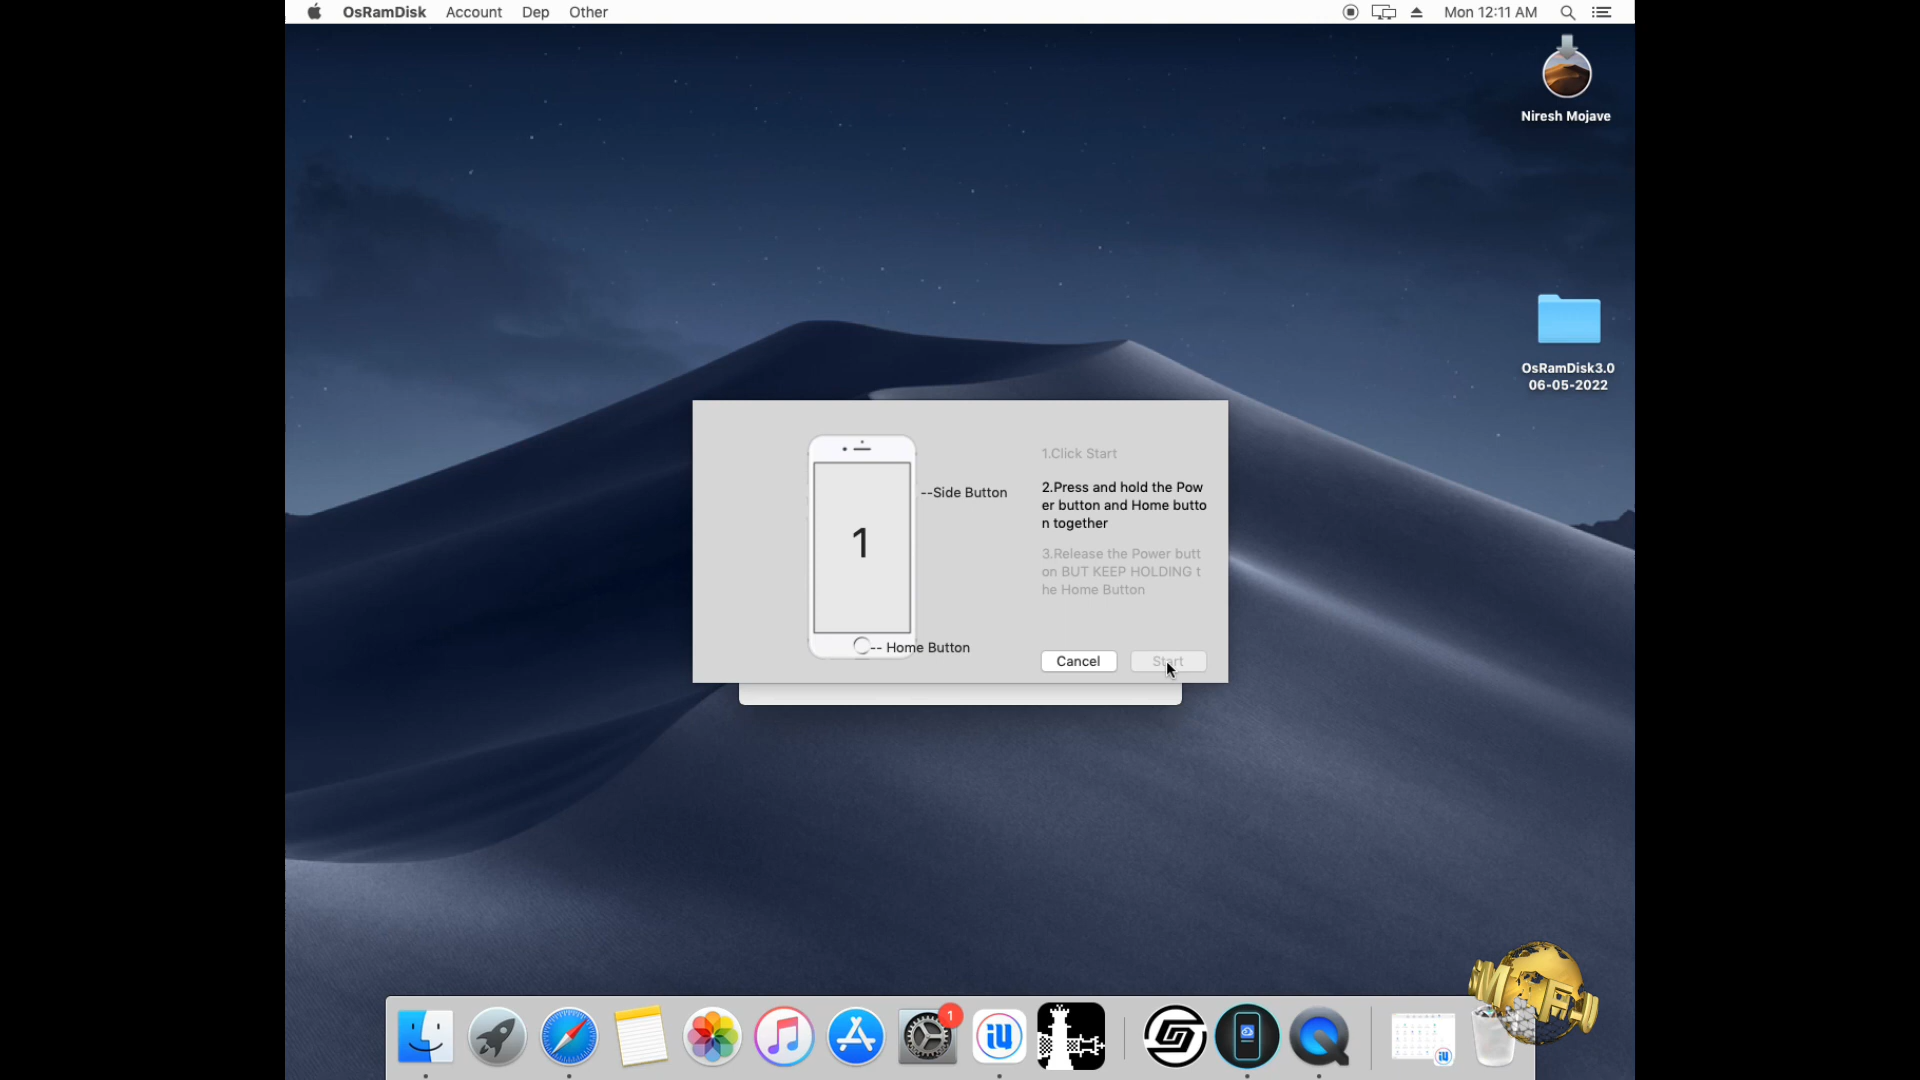 OsRamDisk Account Dep Other Mon 12:11 AM
Niresh Mojave
OsRamDisk3.0
06-05-2022
1.Click Start
--Side Button
2.Press and hold the Pow
er button and Home butto
n together
1
3.Release the Power butt
on BUT KEEP HOLDING t
he Home Button
-- Home Button
Cancel Start
1